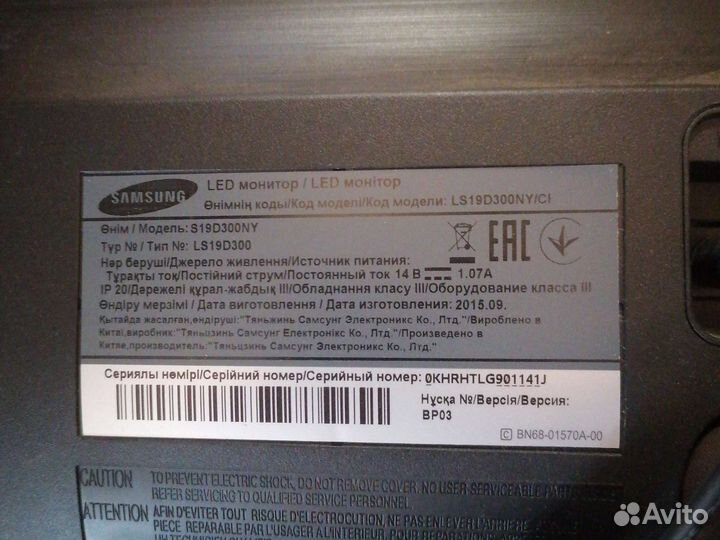 SAMSUNG
LED монитор / LED монітор
Өнімнің коды/Код моделі/Код модели: LS19D300NY/CI
Өнім / Модель: S19D300NY
Түр № / Тип №: LS19D300
Нәр беруші/Джерело живлення/Источник питания:
Тұрақты тоқ/Постійний струм/Постоянный ток 14 В 1.07A
IP 20/Дәрежелі құрал-жабдық III/Обладнання класу III/Оборудование класса III
Өндіру мерзімі / Дата виготовлення / Дата изготовления: 2015.09.
Қытайда жасалған,өндіруші:"Тяньжинь Самсунг Электроникс Ко., Лтд."/Вироблено в
Китаї,виробник:"Тяньцзинь Самсунг Електронікс Ко., Лтд."/Произведено в
Китае,производитель:"Тяньцзинь Самсунг Электроникс Ко., Лтд."
EAC
Сериялы нөмірі/Серійний номер/Серийный номер: 0KHRHTLG901141J
Нұсқа №/Версія/Версия:
BP03
C BN68-01570A-00
CAUTION TO PREVENT ELECTRIC SHOCK, DO NOT REMOVE COVER. NO USER-SERVICEABLE PARTS
REFER SERVICING TO QUALIFIED SERVICE PERSONNEL.
ATTENTION AFIN D'EVITER TOUT RISQUE D'ELECTROCUTION, NE PAS RETIRER LE
PIECE REPARABLE PAR L'UTILISATEUR A L'INTERIEUR, POUR TOUTE
Avito